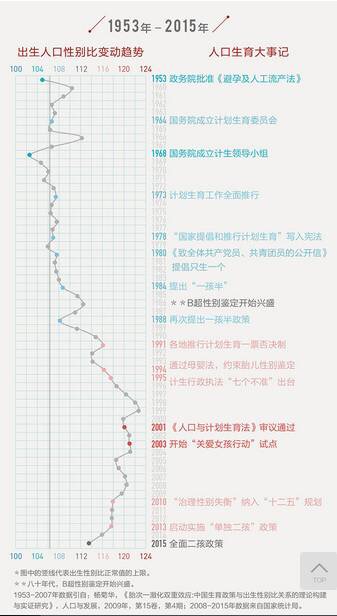 1953年－2015年
出生人口性别比变动趋势
人口生育大事记
100 104 108 112 116 120 124
1953 政务院批准《避孕及人工流产法》
1964 国务院成立计划生育委员会
1968 国务院成立计生领导小组
1973 计划生育工作全面推行
1978 “国家提倡和推行计划生育”写入宪法
1980 《致全体共产党员、共青团员的公开信》
提倡只生一个
1984 提出“一孩半”
＊＊B超性别鉴定开始兴盛
1988 再次提出一孩半政策
1991 各地推行计划生育一票否决制
1994 通过母婴法，约束胎儿性别鉴定
1995 计生行政执法“七个不准”出台
2001 《人口与计划生育法》审议通过
2003 开始“关爱女孩行动”试点
2010 “治理性别失衡”纳入“十二五”规划
2013 启动实施“单独二孩”政策
2015 全面二孩政策
100 104 108 112 116 120 124
TOP
＊图中的竖线代表出生性别比正常值的上限。
＊＊八十年代，B超性别鉴定开始兴盛。
1953-2007年数据引自，杨菊华，《胎次一激化双重效应:中国生育政策与出生性别比关系的理论构建
与实证研究》，人口与发展，2009年，第15卷，第4期；2008-2015年数据来自国家统计局。